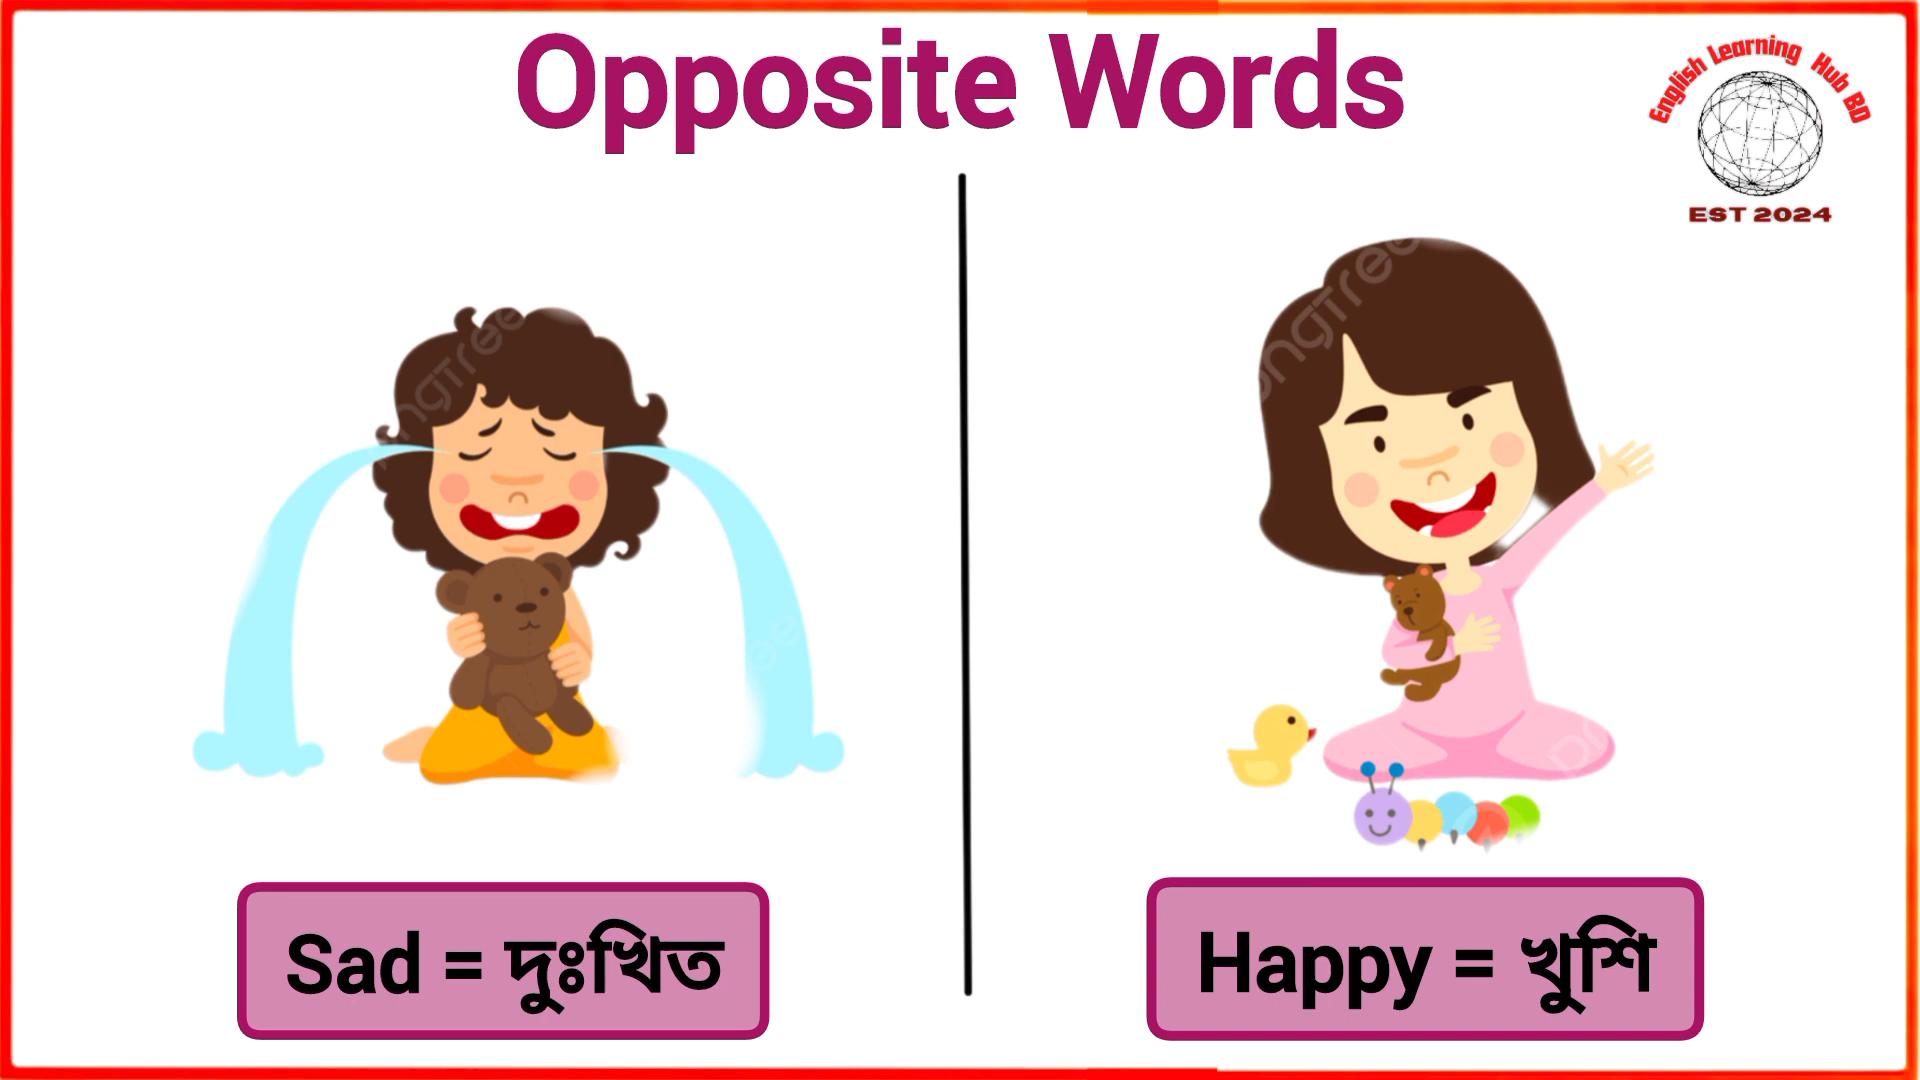 Opposite Words
English Learning Hub BD
EST 2024
Sad = দুঃখিত
Happy = খুশি